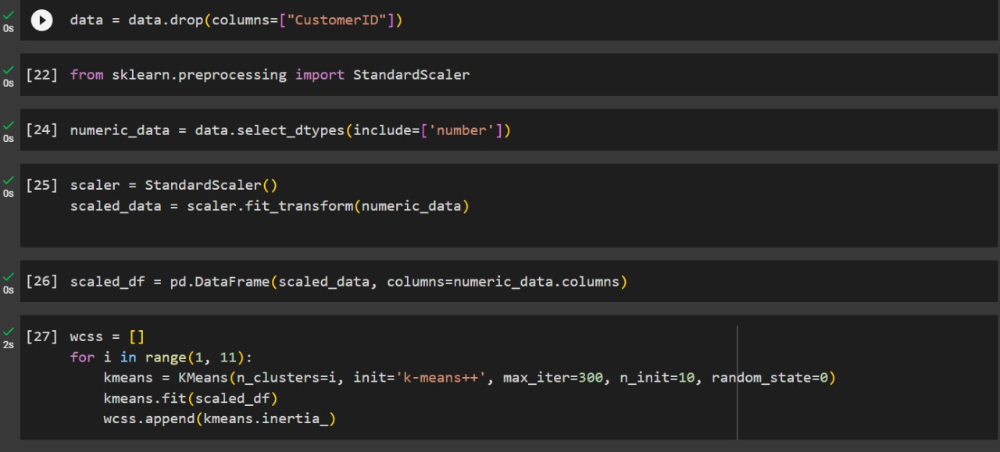 data = data.drop(columns=["CustomerID"])
0s
[22] from sklearn.preprocessing import StandardScaler
0s
[24] numeric_data = data.select_dtypes(include=['number'])
0s
[25] scaler = StandardScaler()
0s
scaled_data = scaler.fit_transform(numeric_data)
[26] scaled_df = pd.DataFrame(scaled_data, columns=numeric_data.columns)
0s
[27] wcss = []
2s
for i in range(1, 11):
    kmeans = KMeans(n_clusters=i, init='k-means++', max_iter=300, n_init=10, random_state=0)
    kmeans.fit(scaled_df)
    wcss.append(kmeans.inertia_)